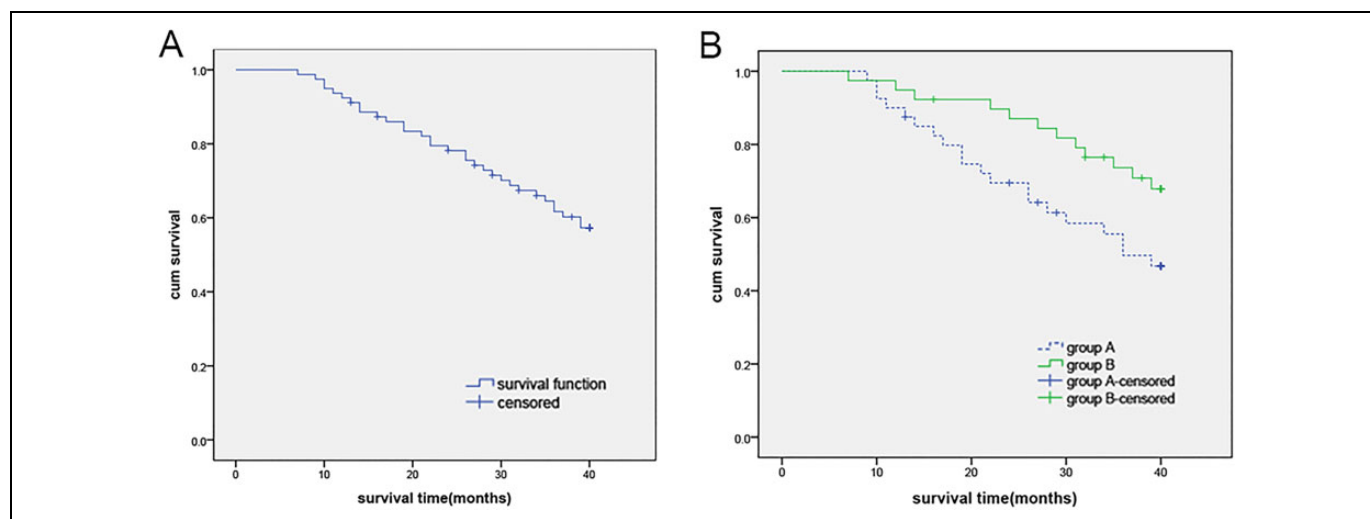 A
1.0
0.8
0.6
0.4
0.2
0.0
cum survival
survival function
censored
0
10
20
30
40
survival time(months)
B
1.0
0.8
0.6
0.4
0.2
0.0
cum survival
group A
group B
group A-censored
group B-censored
0
10
20
30
40
survival time(months)